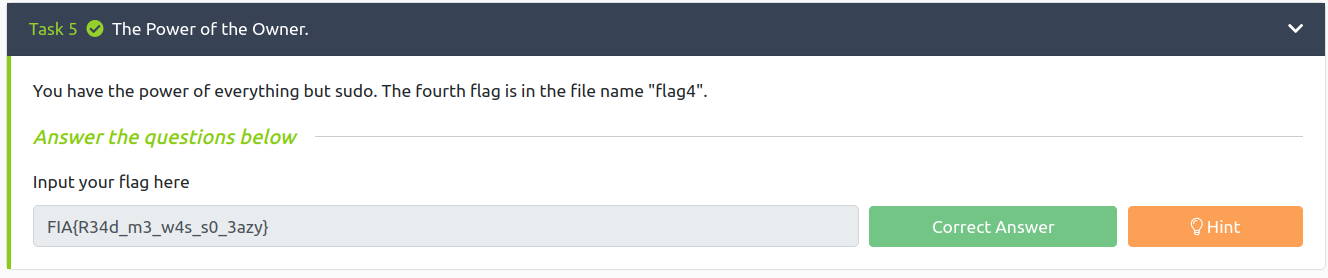 Task 5 The Power of the Owner.
You have the power of everything but sudo. The fourth flag is in the file name "flag4".
Answer the questions below
Input your flag here
FIA{R34d_m3_w4s_s0_3azy}
Correct Answer
Hint